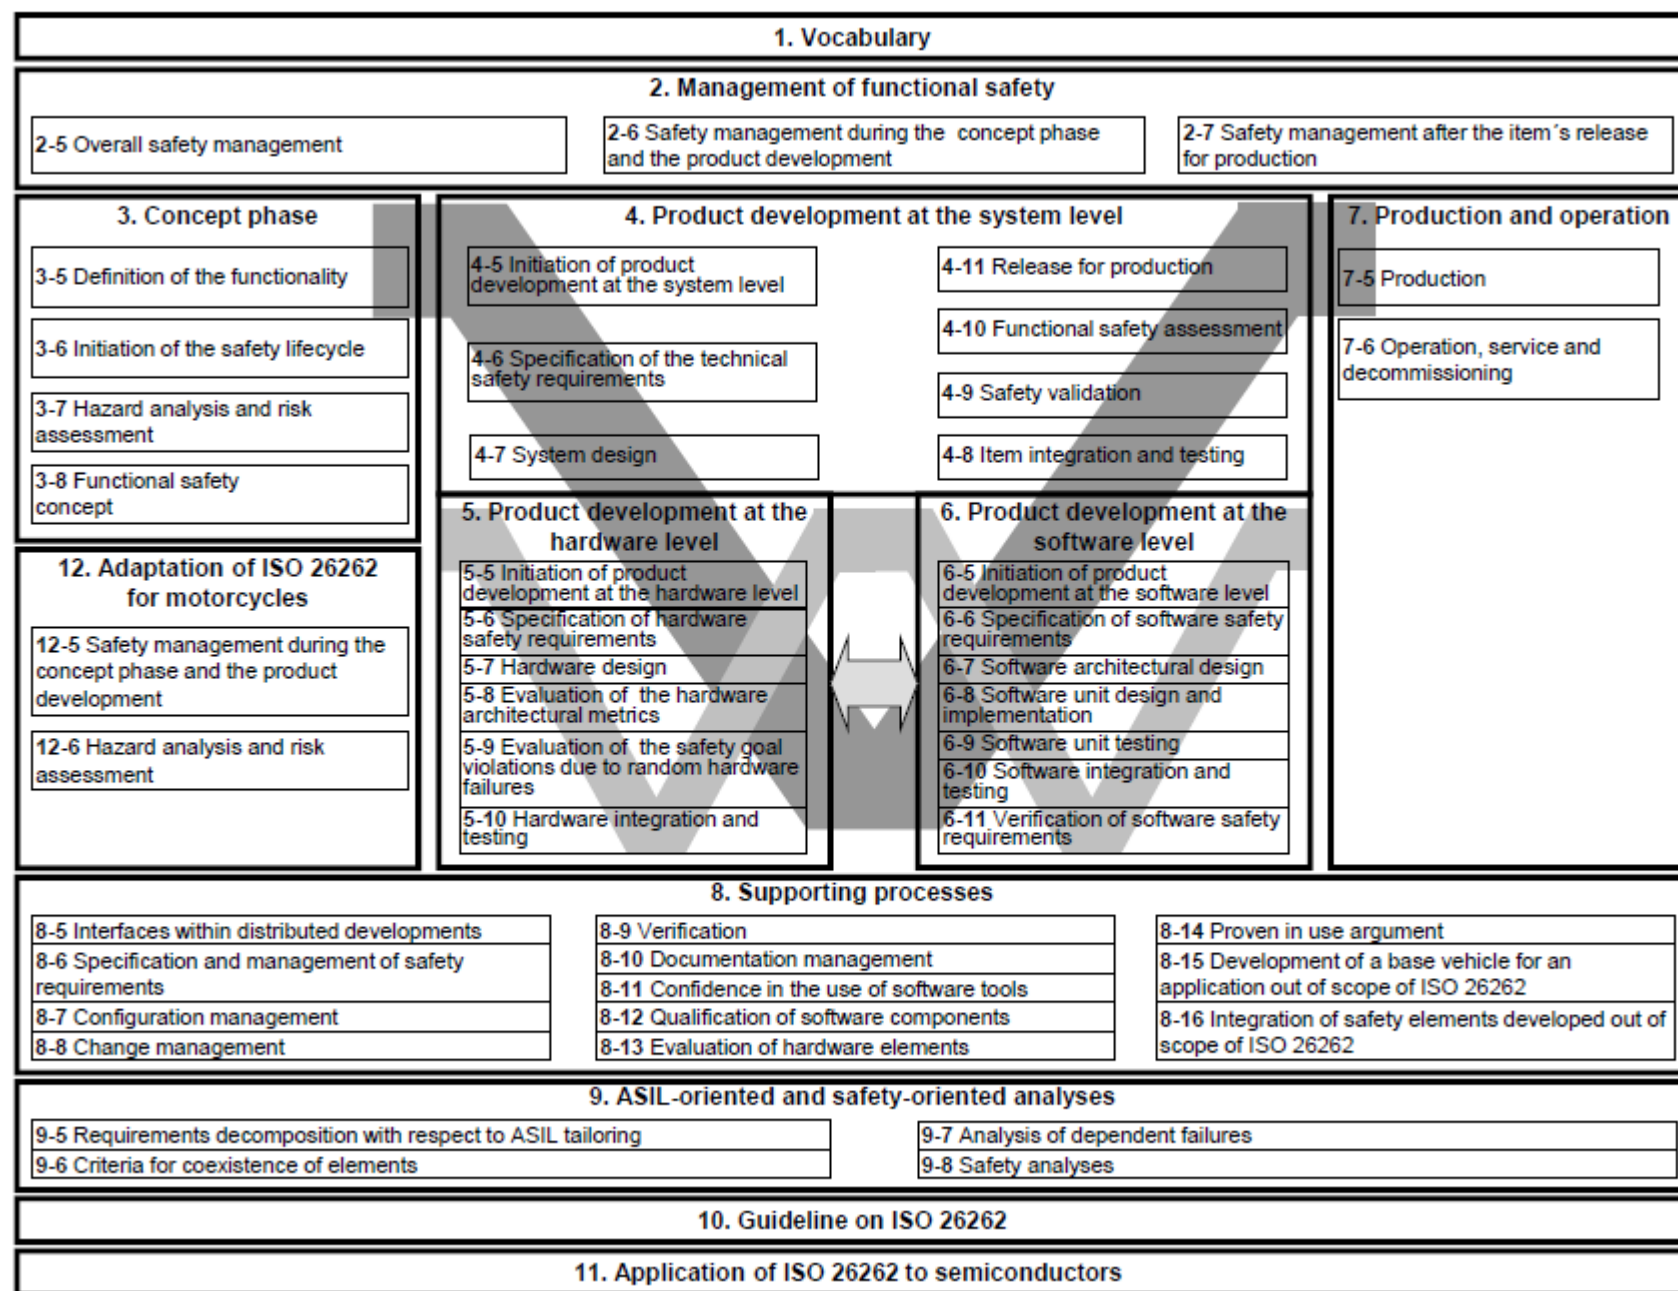 1. Vocabulary
2. Management of functional safety
2-5 Overall safety management
2-6 Safety management during the  concept phase
and the product development
2-7 Safety management after the item´s release
for production
3. Concept phase
3-5 Definition of the functionality
3-6 Initiation of the safety lifecycle
3-7 Hazard analysis and risk
assessment
3-8 Functional safety
concept
12. Adaptation of ISO 26262
for motorcycles
12-5 Safety management during the
concept phase and the product
development
12-6 Hazard analysis and risk
assessment
4. Product development at the system level
4-5 Initiation of product
development at the system level
4-6 Specification of the technical
safety requirements
4-7 System design
4-11 Release for production
4-10 Functional safety assessment
4-9 Safety validation
4-8 Item integration and testing
5. Product development at the
hardware level
5-5 Initiation of product
development at the hardware level
5-6 Specification of hardware
safety requirements
5-7 Hardware design
5-8 Evaluation of  the hardware
architectural metrics
5-9 Evaluation of  the safety goal
violations due to random hardware
failures
5-10 Hardware integration and
testing
6. Product development at the
software level
6-5 Initiation of product
development at the software level
6-6 Specification of software safety
requirements
6-7 Software architectural design
6-8 Software unit design and
implementation
6-9 Software unit testing
6-10 Software integration and
testing
6-11 Verification of software safety
requirements
7. Production and operation
7-5 Production
7-6 Operation, service and
decommissioning
8. Supporting processes
8-5 Interfaces within distributed developments
8-6 Specification and management of safety
requirements
8-7 Configuration management
8-8 Change management
8-9 Verification
8-10 Documentation management
8-11 Confidence in the use of software tools
8-12 Qualification of software components
8-13 Evaluation of hardware elements
8-14 Proven in use argument
8-15 Development of a base vehicle for an
application out of scope of ISO 26262
8-16 Integration of safety elements developed out of
scope of ISO 26262
9. ASIL-oriented and safety-oriented analyses
9-5 Requirements decomposition with respect to ASIL tailoring
9-6 Criteria for coexistence of elements
9-7 Analysis of dependent failures
9-8 Safety analyses
10. Guideline on ISO 26262
11. Application of ISO 26262 to semiconductors